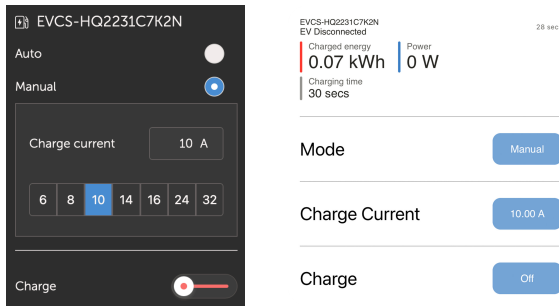 EVCS-HQ2231C7K2N
Auto
Manual
Charge current 10 A
6 8 10 14 16 24 32
Charge
EVCS-HQ2231C7K2N
EV Disconnected
28 sec
Charged energy
0.07 kWh
Power
0 W
Charging time
30 secs
Mode Manual
Charge Current 10.00 A
Charge Off